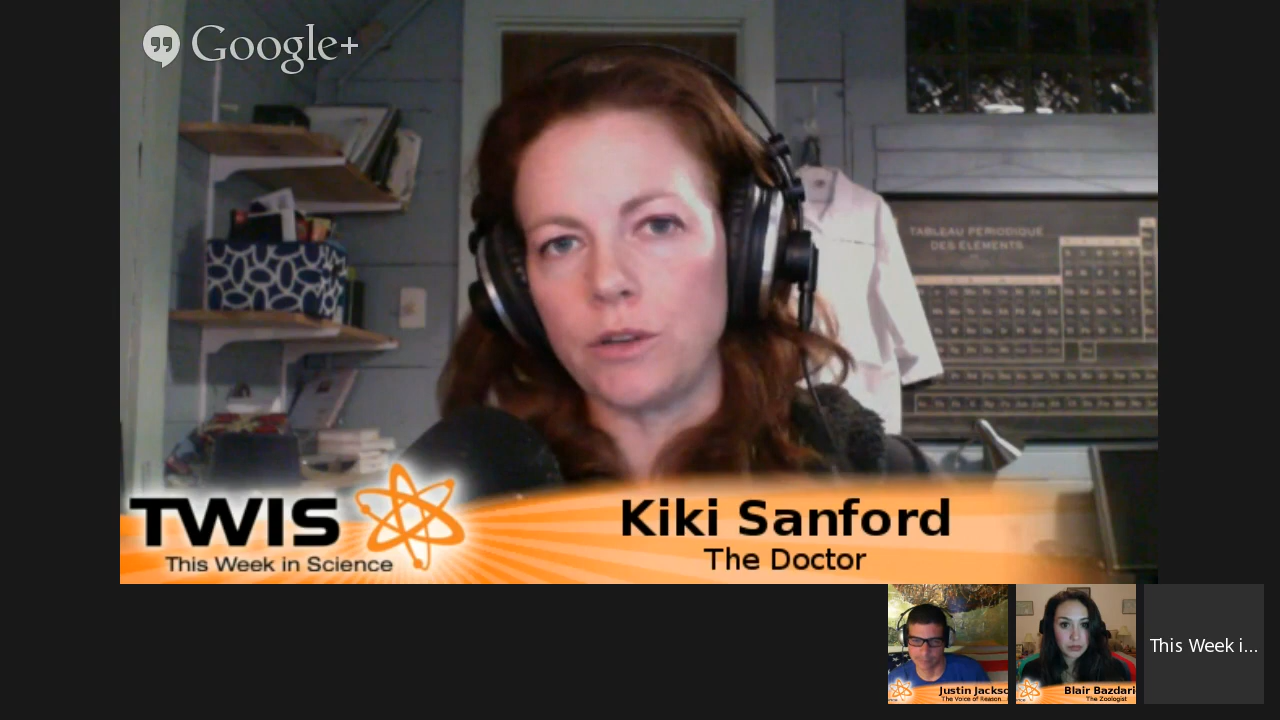 Google+
TABLEAU PERIODIQUE
DES ÉLÉMENTS
TWIS
This Week in Science
Kiki Sanford
The Doctor
This Week i...
Justin Jackso
The Voice of Reason...
Blair Bazdari
The Zoologist